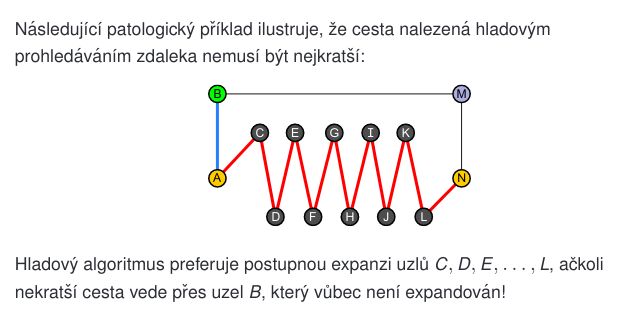 Následující patologický příklad ilustruje, že cesta nalezená hladovým
prohledáváním zdaleka nemusí být nejkratší:
B M
C E G I K
A N
D F H J L
Hladový algoritmus preferuje postupnou expanzi uzlů C, D, E, . . . , L, ačkoli
nekratší cesta vede přes uzel B, který vůbec není expandován!